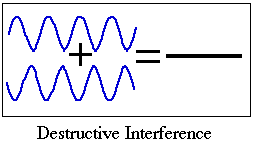 + =
Destructive Interference